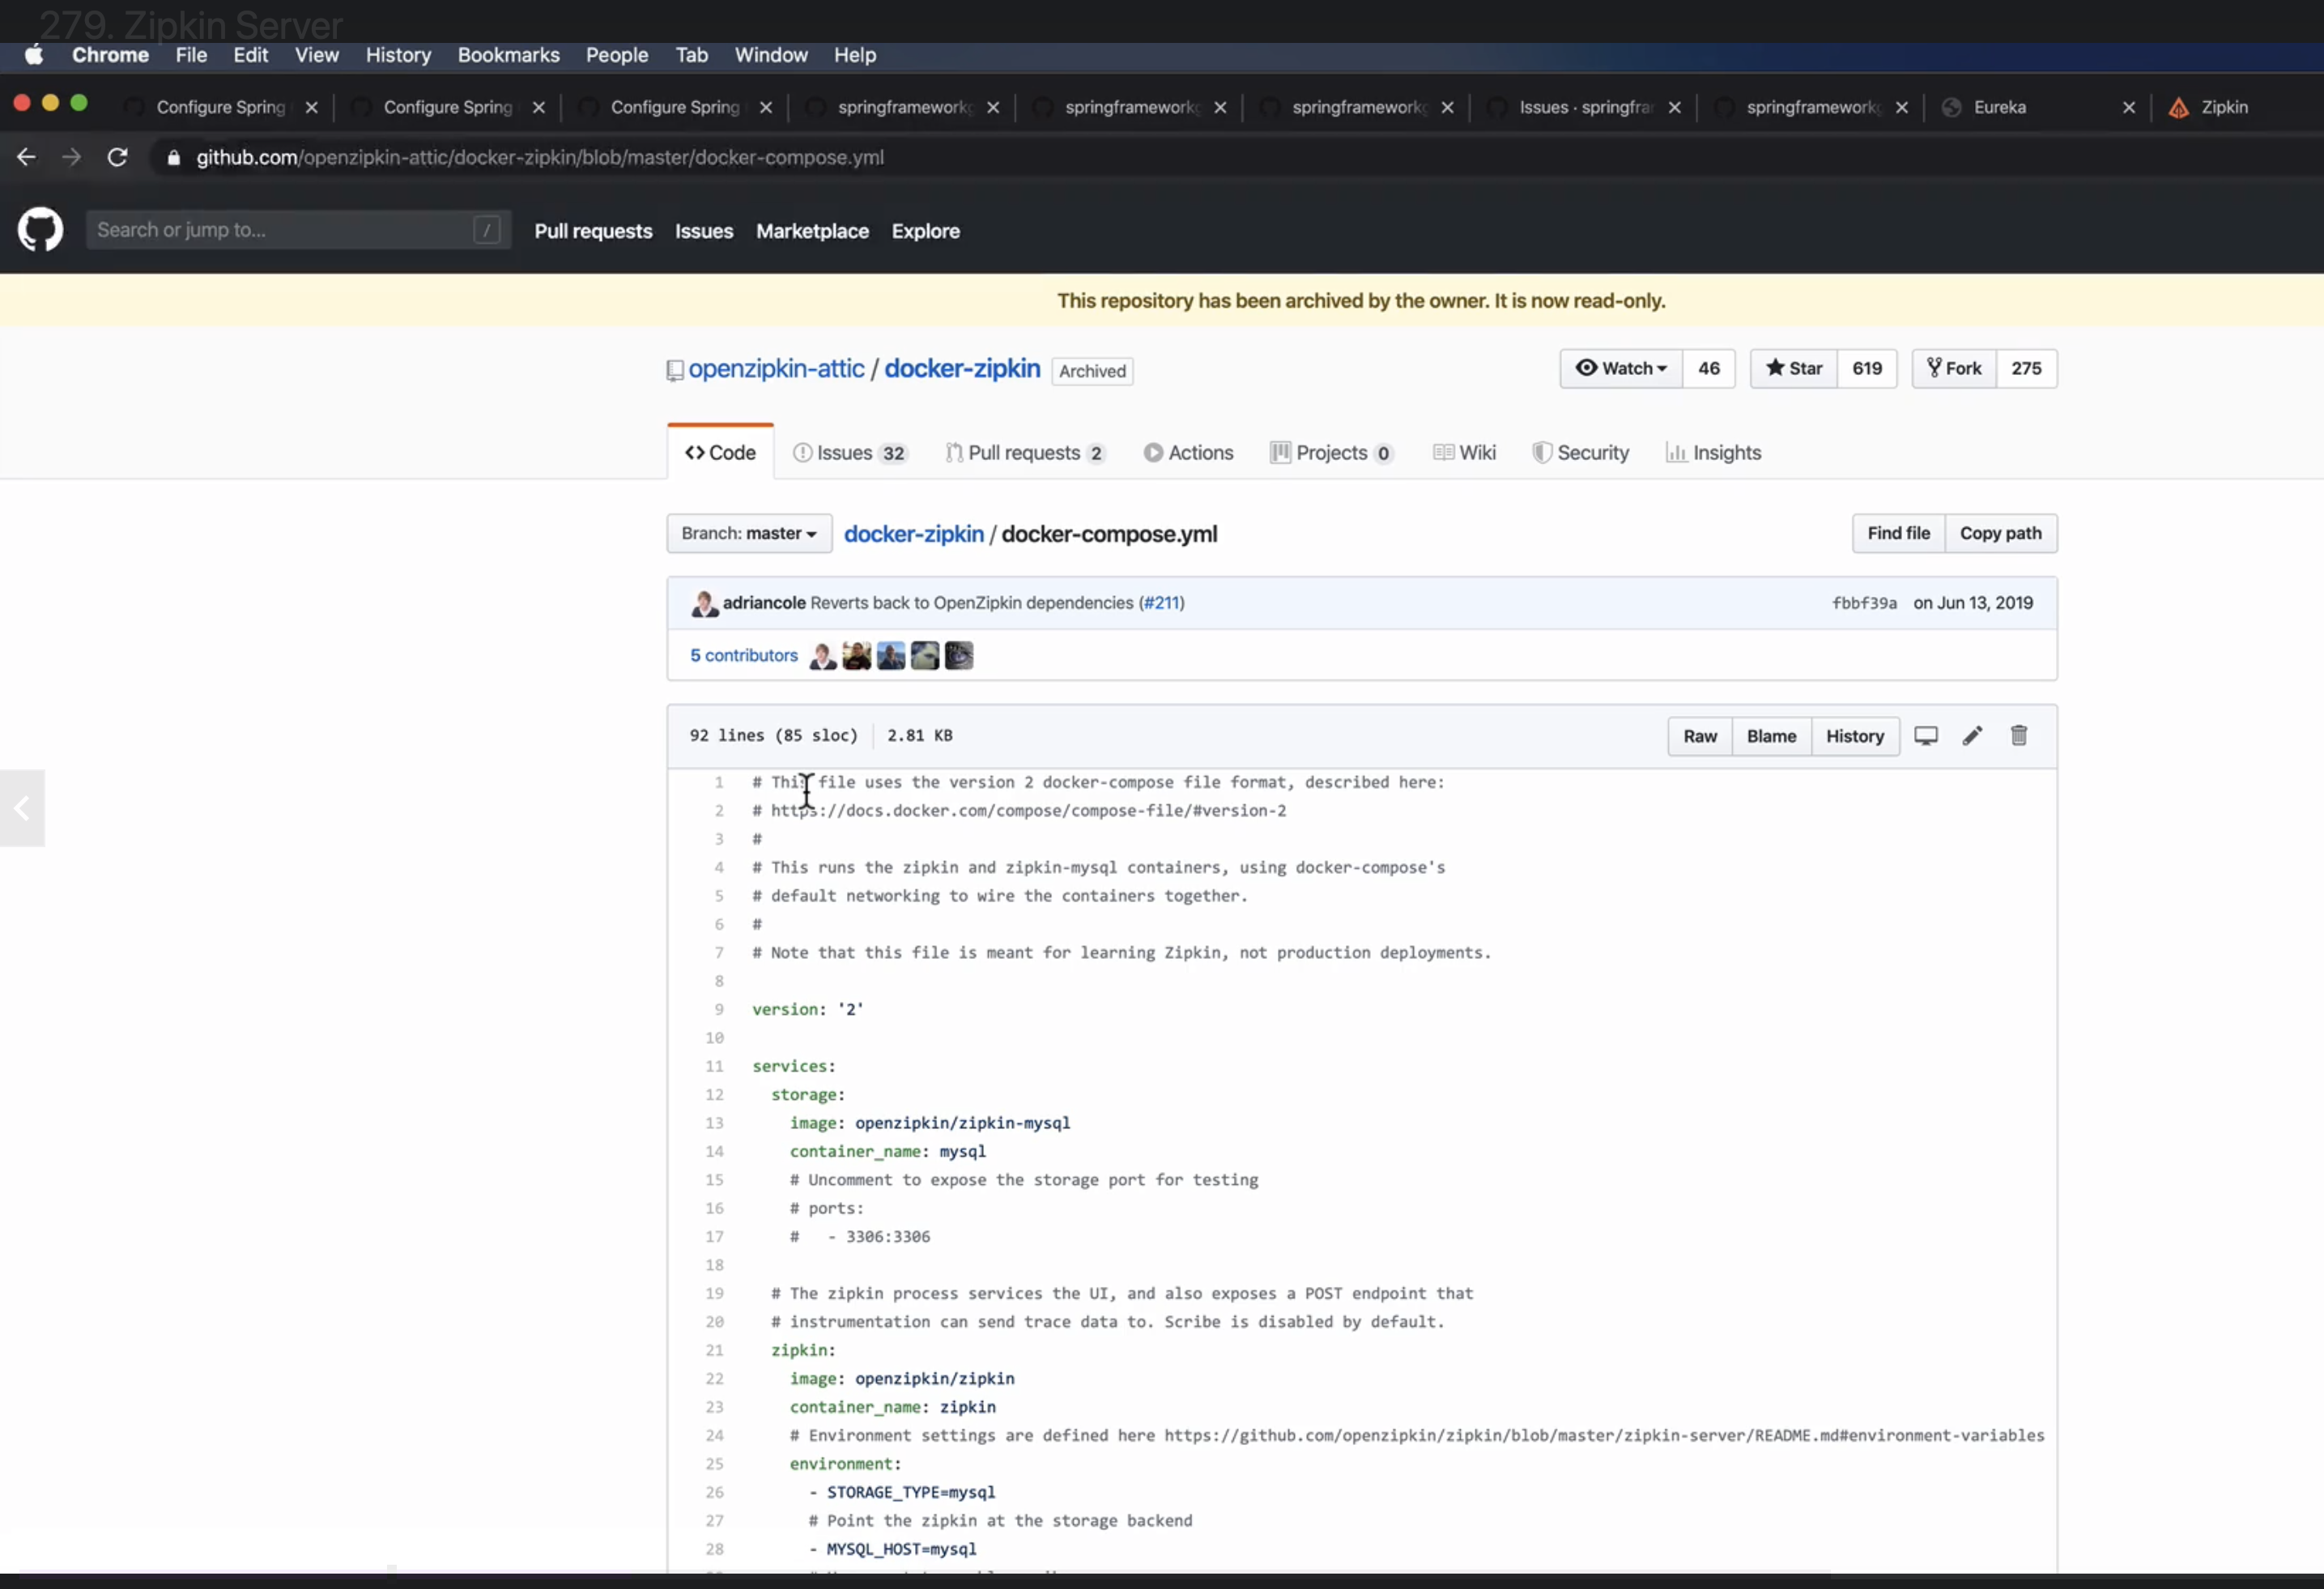 279. Zipkin Server
Chrome File Edit View History Bookmarks People Tab Window Help
Configure Spring Configure Spring Configure Spring springframework springframework springframework Issues · springfra springframework Eureka Zipkin
github.com/openzipkin-attic/docker-zipkin/blob/master/docker-compose.yml
Search or jump to... / Pull requests Issues Marketplace Explore
This repository has been archived by the owner. It is now read-only.
openzipkin-attic / docker-zipkin Archived Watch 46 Star 619 Fork 275
Code Issues 32 Pull requests 2 Actions Projects 0 Wiki Security Insights
Branch: master docker-zipkin / docker-compose.yml Find file Copy path
adriancole Reverts back to OpenZipkin dependencies (#211) fbbf39a on Jun 13, 2019
5 contributors
92 lines (85 sloc) 2.81 KB Raw Blame History
1 # This file uses the version 2 docker-compose file format, described here:
2 # https://docs.docker.com/compose/compose-file/#version-2
3 #
4 # This runs the zipkin and zipkin-mysql containers, using docker-compose's
5 # default networking to wire the containers together.
6 #
7 # Note that this file is meant for learning Zipkin, not production deployments.
8
9 version: '2'
10
11 services:
12 storage:
13 image: openzipkin/zipkin-mysql
14 container_name: mysql
15 # Uncomment to expose the storage port for testing
16 # ports:
17 # - 3306:3306
18
19 # The zipkin process services the UI, and also exposes a POST endpoint that
20 # instrumentation can send trace data to. Scribe is disabled by default.
21 zipkin:
22 image: openzipkin/zipkin
23 container_name: zipkin
24 # Environment settings are defined here https://github.com/openzipkin/zipkin/blob/master/zipkin-server/README.md#environment-variables
25 environment:
26 - STORAGE_TYPE=mysql
27 # Point the zipkin at the storage backend
28 - MYSQL_HOST=mysql